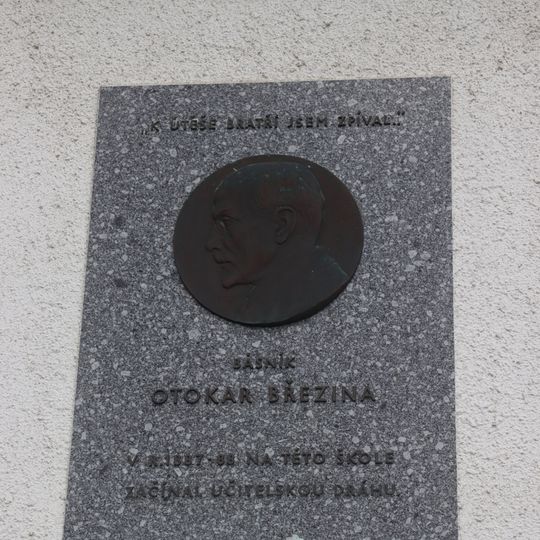 „K ÚTĚŠE BRATŘÍ JSEM ZPÍVAL..“
BÁSNÍK
OTOKAR BŘEZINA
V R. 1887-88 NA TÉTO ŠKOLE
ZAČÍNAL UČITELSKOU DRÁHU.